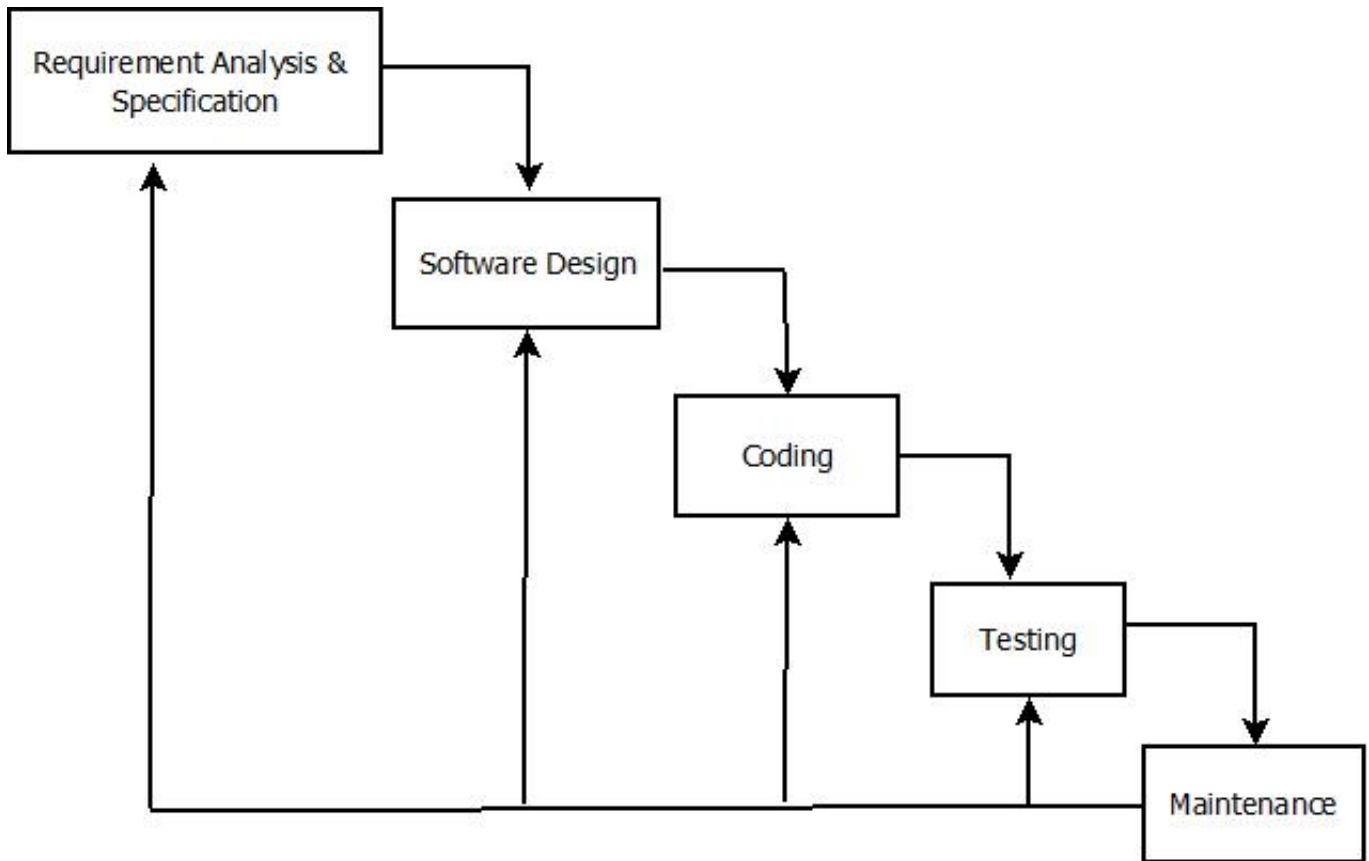 Requirement Analysis &
Specification
Software Design
Coding
Testing
Maintenance